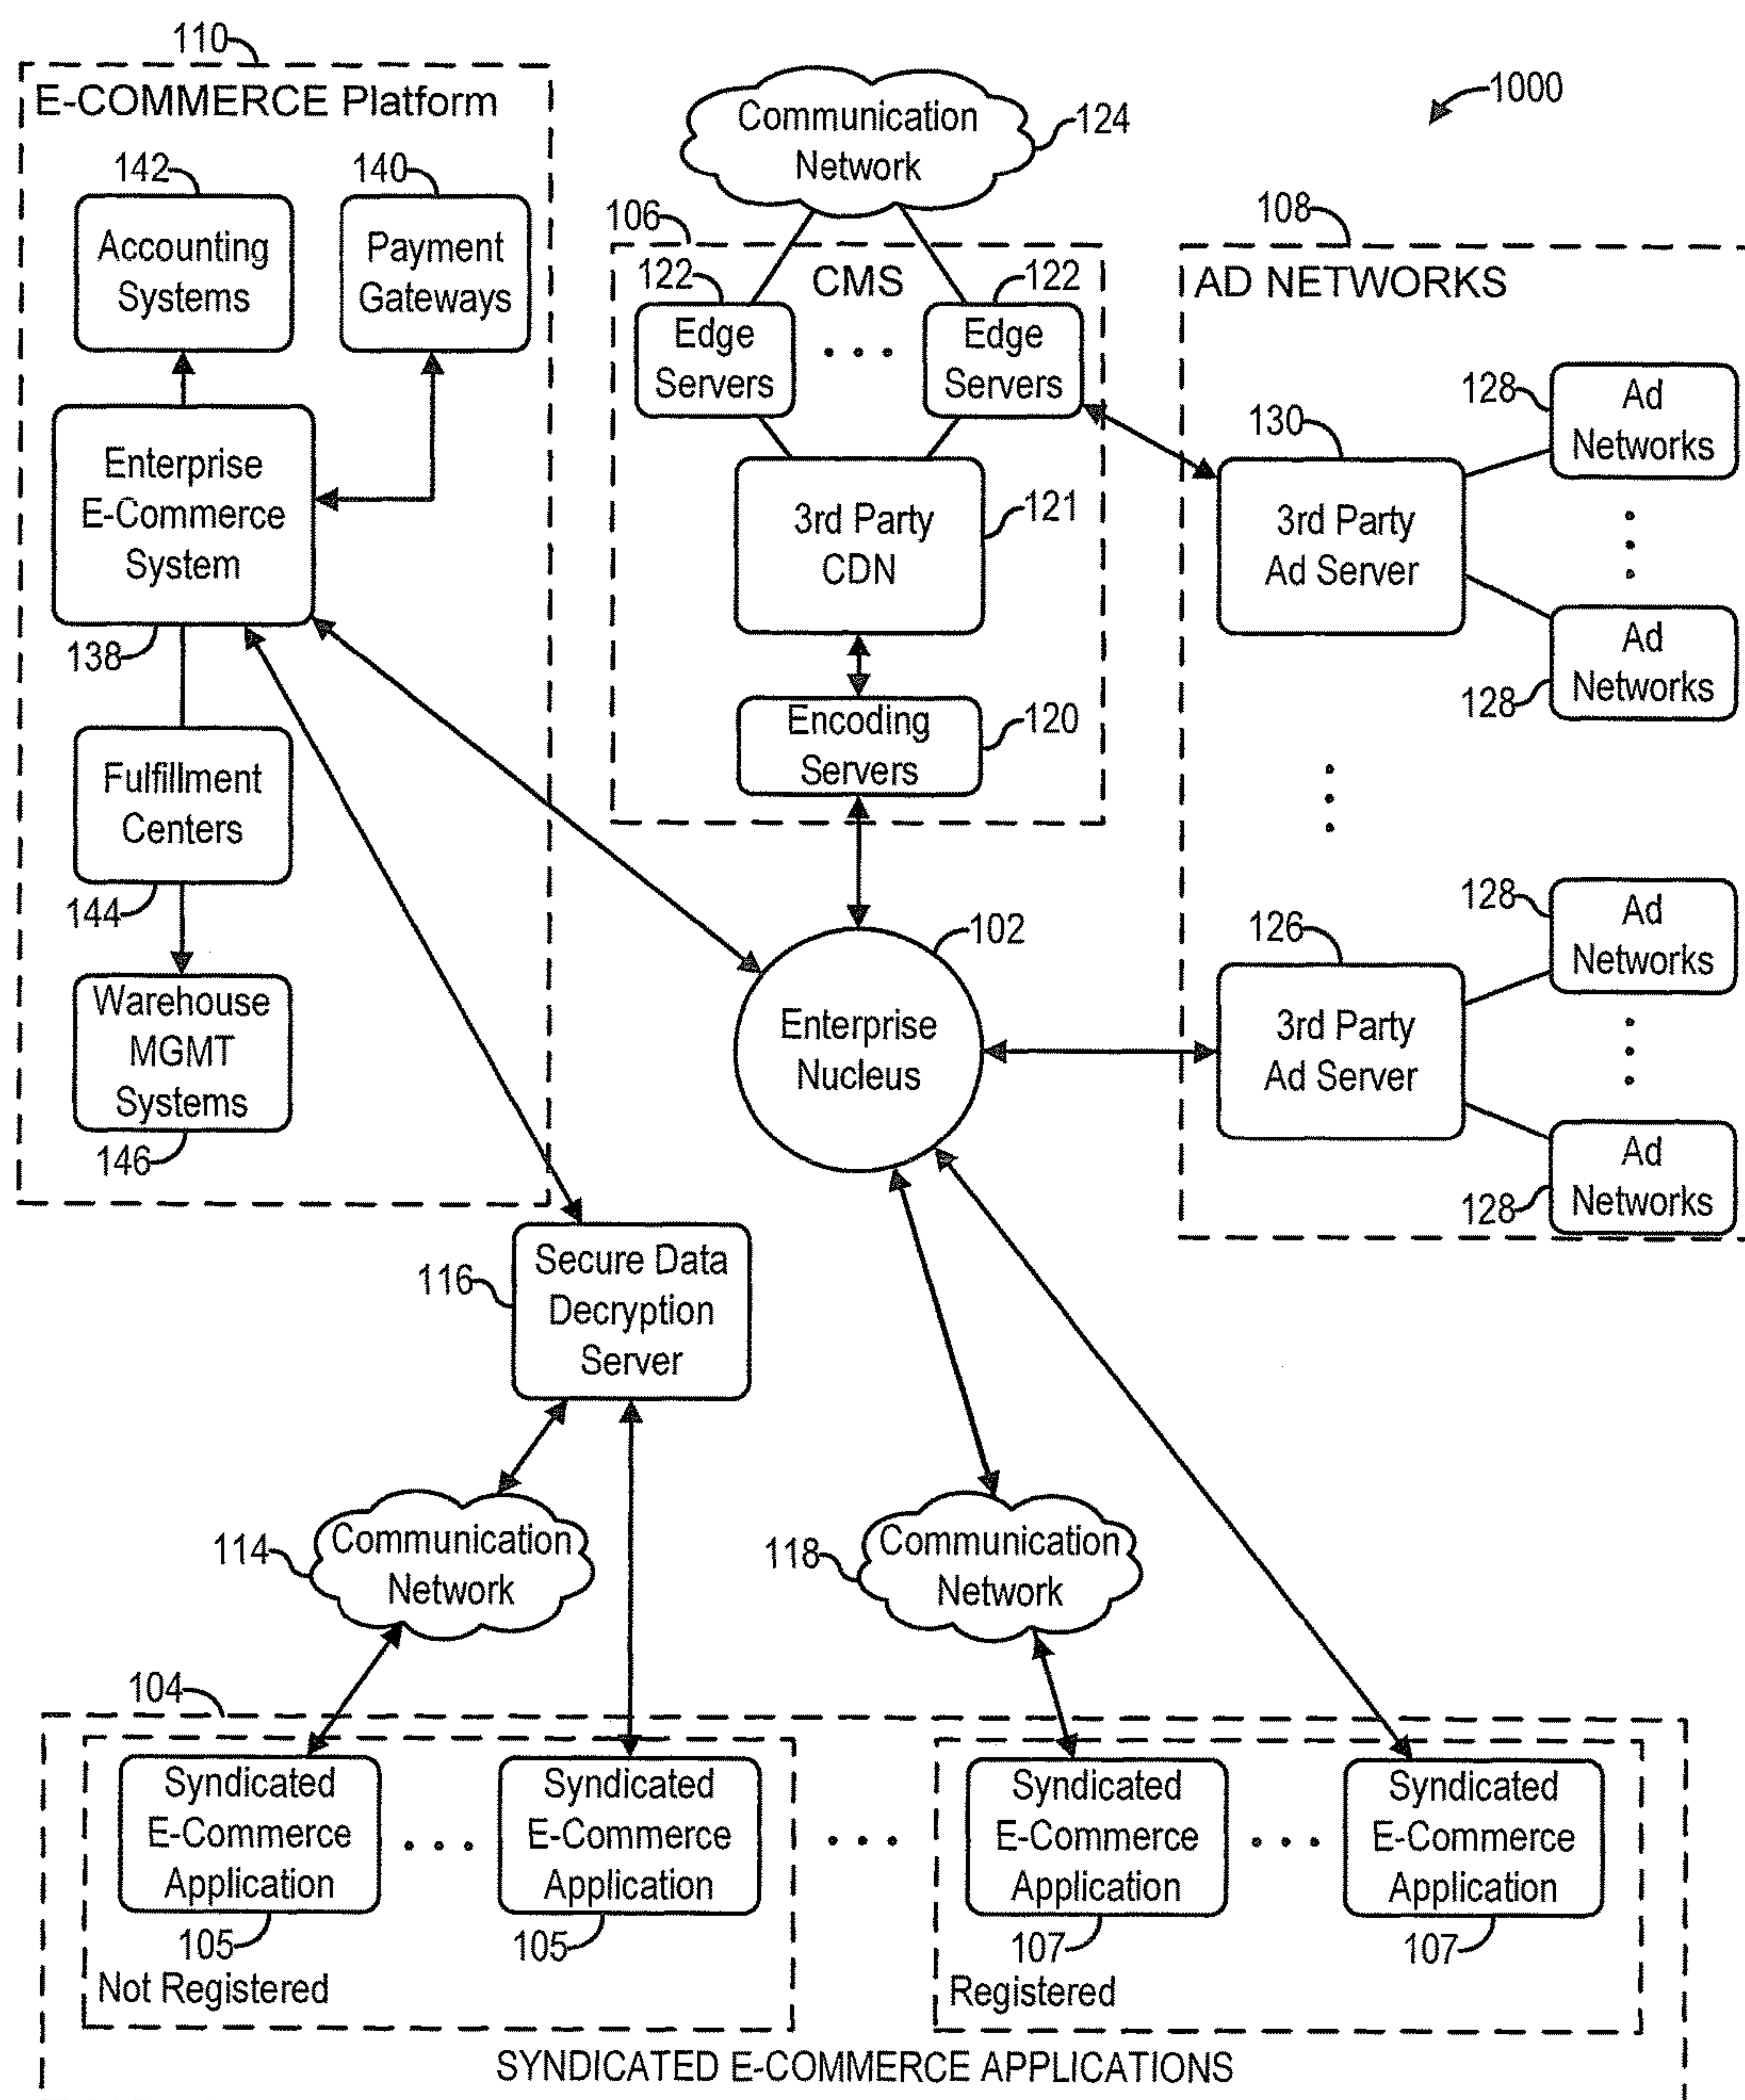 110
E-COMMERCE Platform
142
140
Accounting
Systems
Payment
Gateways
Enterprise
E-Commerce
System
138
Fulfillment
Centers
144
Warehouse
MGMT
Systems
146
Communication
Network
124
1000
106
CMS
122
122
Edge
Servers
Edge
Servers
3rd Party
CDN
121
Encoding
Servers
120
108
AD NETWORKS
130
3rd Party
Ad Server
128
Ad
Networks
128
Ad
Networks
126
3rd Party
Ad Server
128
Ad
Networks
128
Ad
Networks
102
Enterprise
Nucleus
116
Secure Data
Decryption
Server
114
Communication
Network
118
Communication
Network
104
Syndicated
E-Commerce
Application
105
Syndicated
E-Commerce
Application
105
Not Registered
Syndicated
E-Commerce
Application
107
Syndicated
E-Commerce
Application
107
Registered
SYNDICATED E-COMMERCE APPLICATIONS